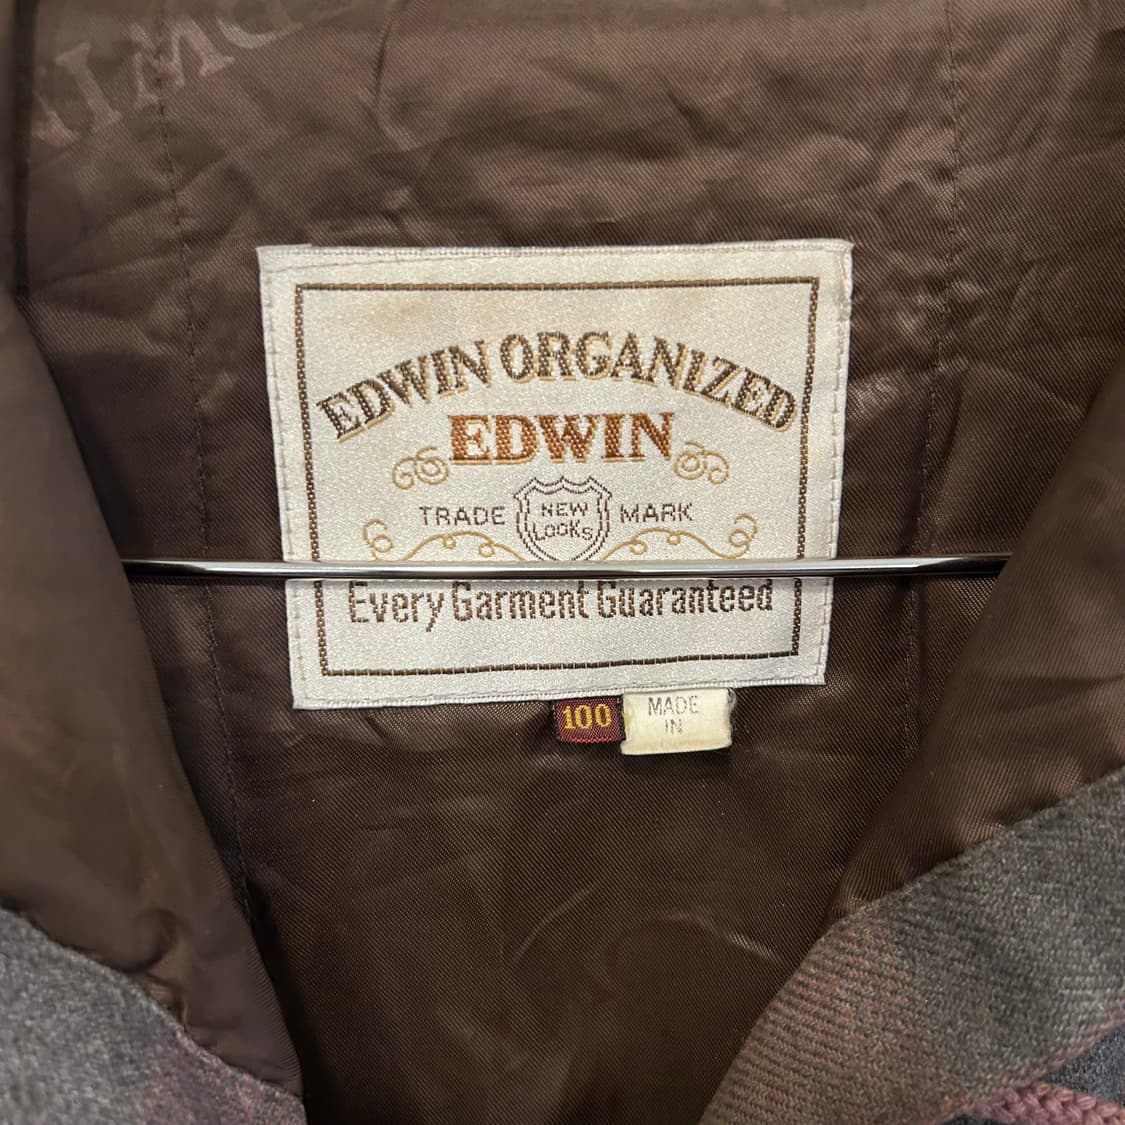 EDWIN ORGANIZED
EDWIN
TRADE NEW LOOKS MARK
Every Garment Guaranteed
100
MADE
IN